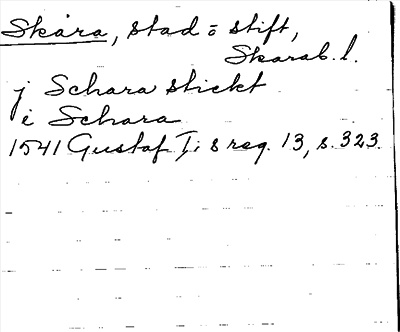 Skara, stad o stift,
Skarab. l.
j Schara stickt
i Schara
1541 Gustaf I:s reg. 13, s. 323.